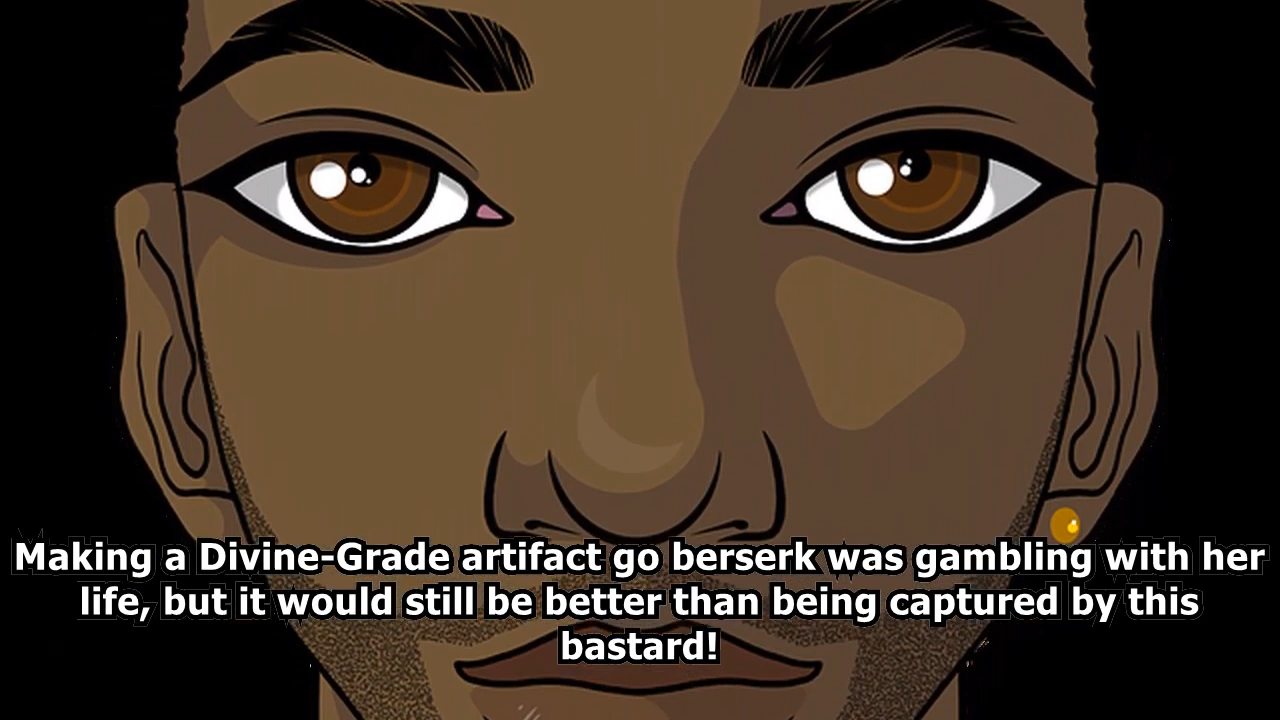 Making a Divine-Grade artifact go berserk was gambling with her
life, but it would still be better than being captured by this
bastard!